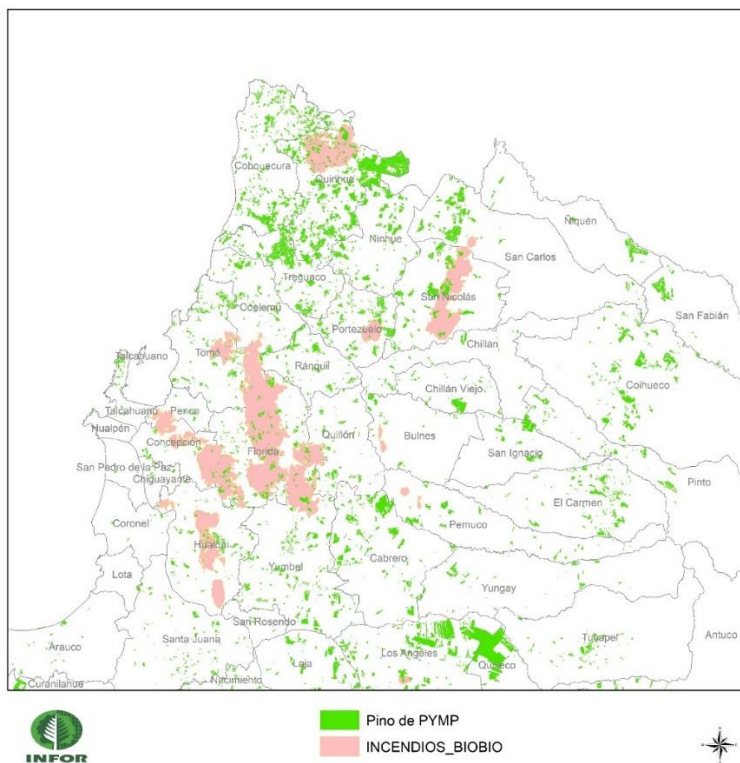 Cobquecura
Quirihue
Ninhue
Ñiquén
San Carlos
Treguaco
San Nicolás
San Fabián
Coelemu
Portezuelo
Chillán
Talcahuano
Tomé
Ránquil
Coihueco
Chillán Viejo
Talcahuano
Penco
Hualpén
Quillón
Bulnes
Concepción
Florida
San Ignacio
San Pedro de la Paz
Chiguayante
Pinto
El Carmen
Coronel
Pemuco
Hualqui
Cabrero
Lota
Yumbel
Yungay
San Rosendo
Arauco
Santa Juana
Tucapel
Antuco
Laja
Los Angeles
Quilleco
Curanilahue
Nacimiento
INFOR
Pino de PYMP
INCENDIOS_BIOBIO